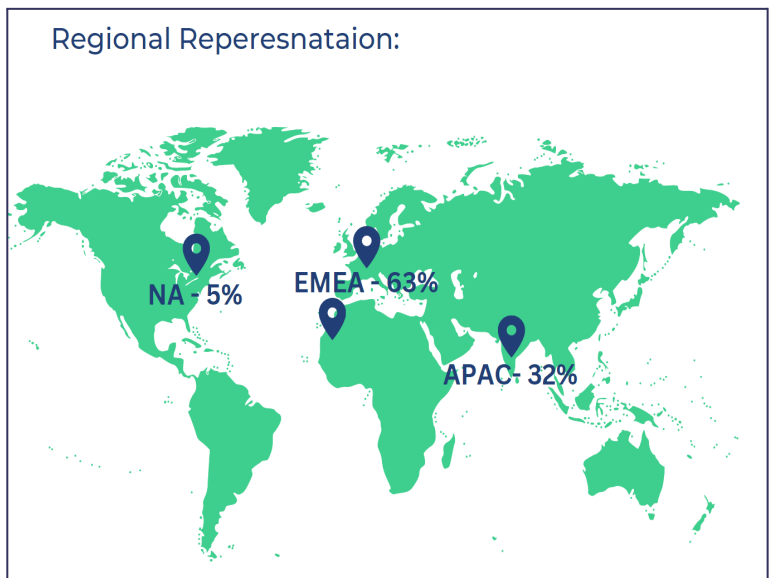 Regional Reperesnataion:
EMEA - 63%
NA - 5%
APAC- 32%